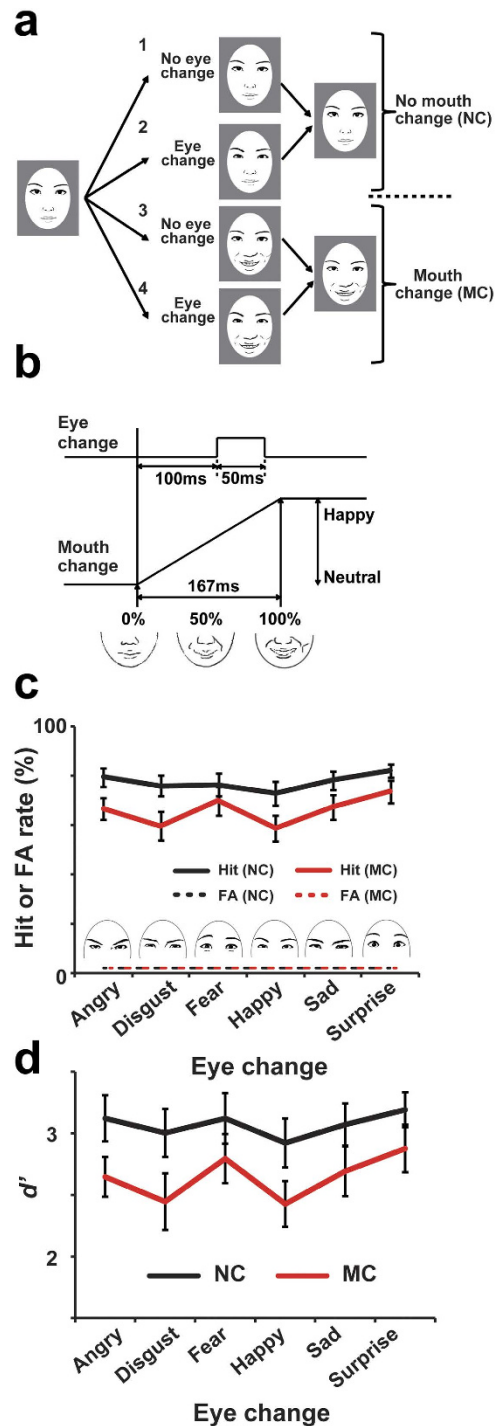 a
1
No eye
change
2
Eye
change
3
No eye
change
4
Eye
change
No mouth
change (NC)
Mouth
change (MC)
b
Eye
change
100ms
50ms
Happy
Mouth
change
Neutral
167ms
0%
50%
100%
c
100
Hit or FA rate (%)
Hit (NC)
Hit (MC)
FA (NC)
FA (MC)
0
Angry
Disgust
Fear
Happy
Sad
Surprise
Eye change
d
3
d'
2
NC
MC
Angry
Disgust
Fear
Happy
Sad
Surprise
Eye change